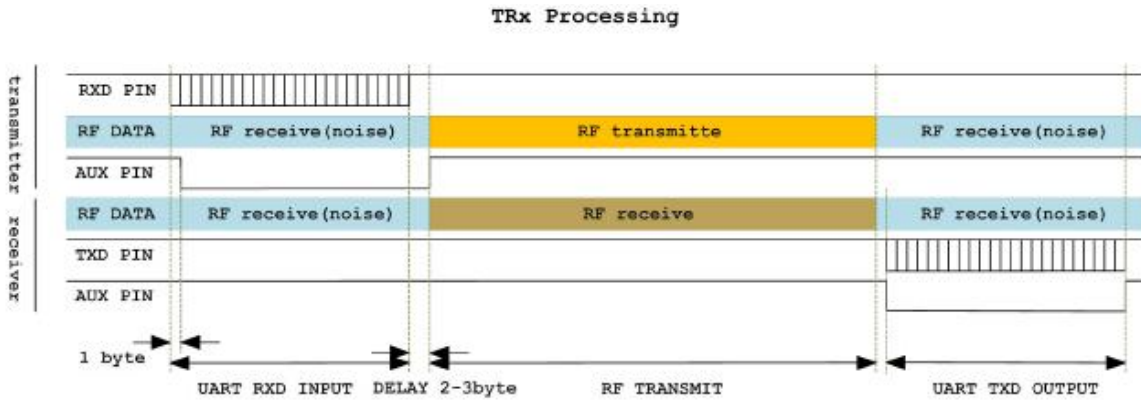 TRx Processing
transmitter
RXD PIN
RF DATA RF receive(noise) RF transmitte RF receive(noise)
AUX PIN
receiver
RF DATA RF receive(noise) RF receive RF receive(noise)
TXD PIN
AUX PIN
1 byte
UART RXD INPUT DELAY 2-3byte RF TRANSMIT UART TXD OUTPUT